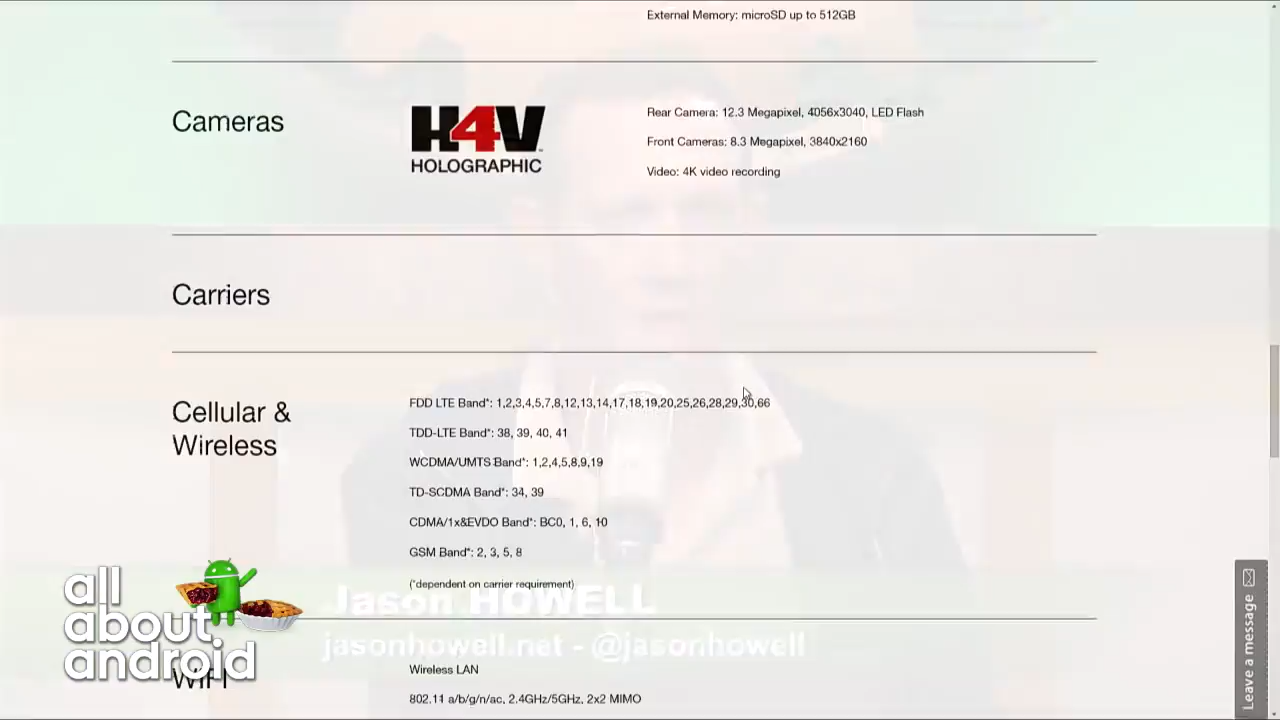 External Memory: microSD up to 512GB
Cameras
H4V
HOLOGRAPHIC
Rear Camera: 12.3 Megapixel, 4056x3040, LED Flash
Front Cameras: 8.3 Megapixel, 3840x2160
Video: 4K video recording
Carriers
Cellular &
Wireless
FDD LTE Band*: 1,2,3,4,5,7,8,12,13,14,17,18,19,20,25,26,28,29,30,66
TDD-LTE Band*: 38, 39, 40, 41
WCDMA/UMTS Band*: 1,2,4,5,8,9,19
TD-SCDMA Band*: 34, 39
CDMA/1x&EVDO Band*: BC0, 1, 6, 10
GSM Band*: 2, 3, 5, 8
(*dependent on carrier requirement)
all
about
android
Jason HOWELL
jasonhowell.net - @jasonhowell
WiFi
Wireless LAN
802.11 a/b/g/n/ac, 2.4GHz/5GHz, 2x2 MIMO
Leave a message